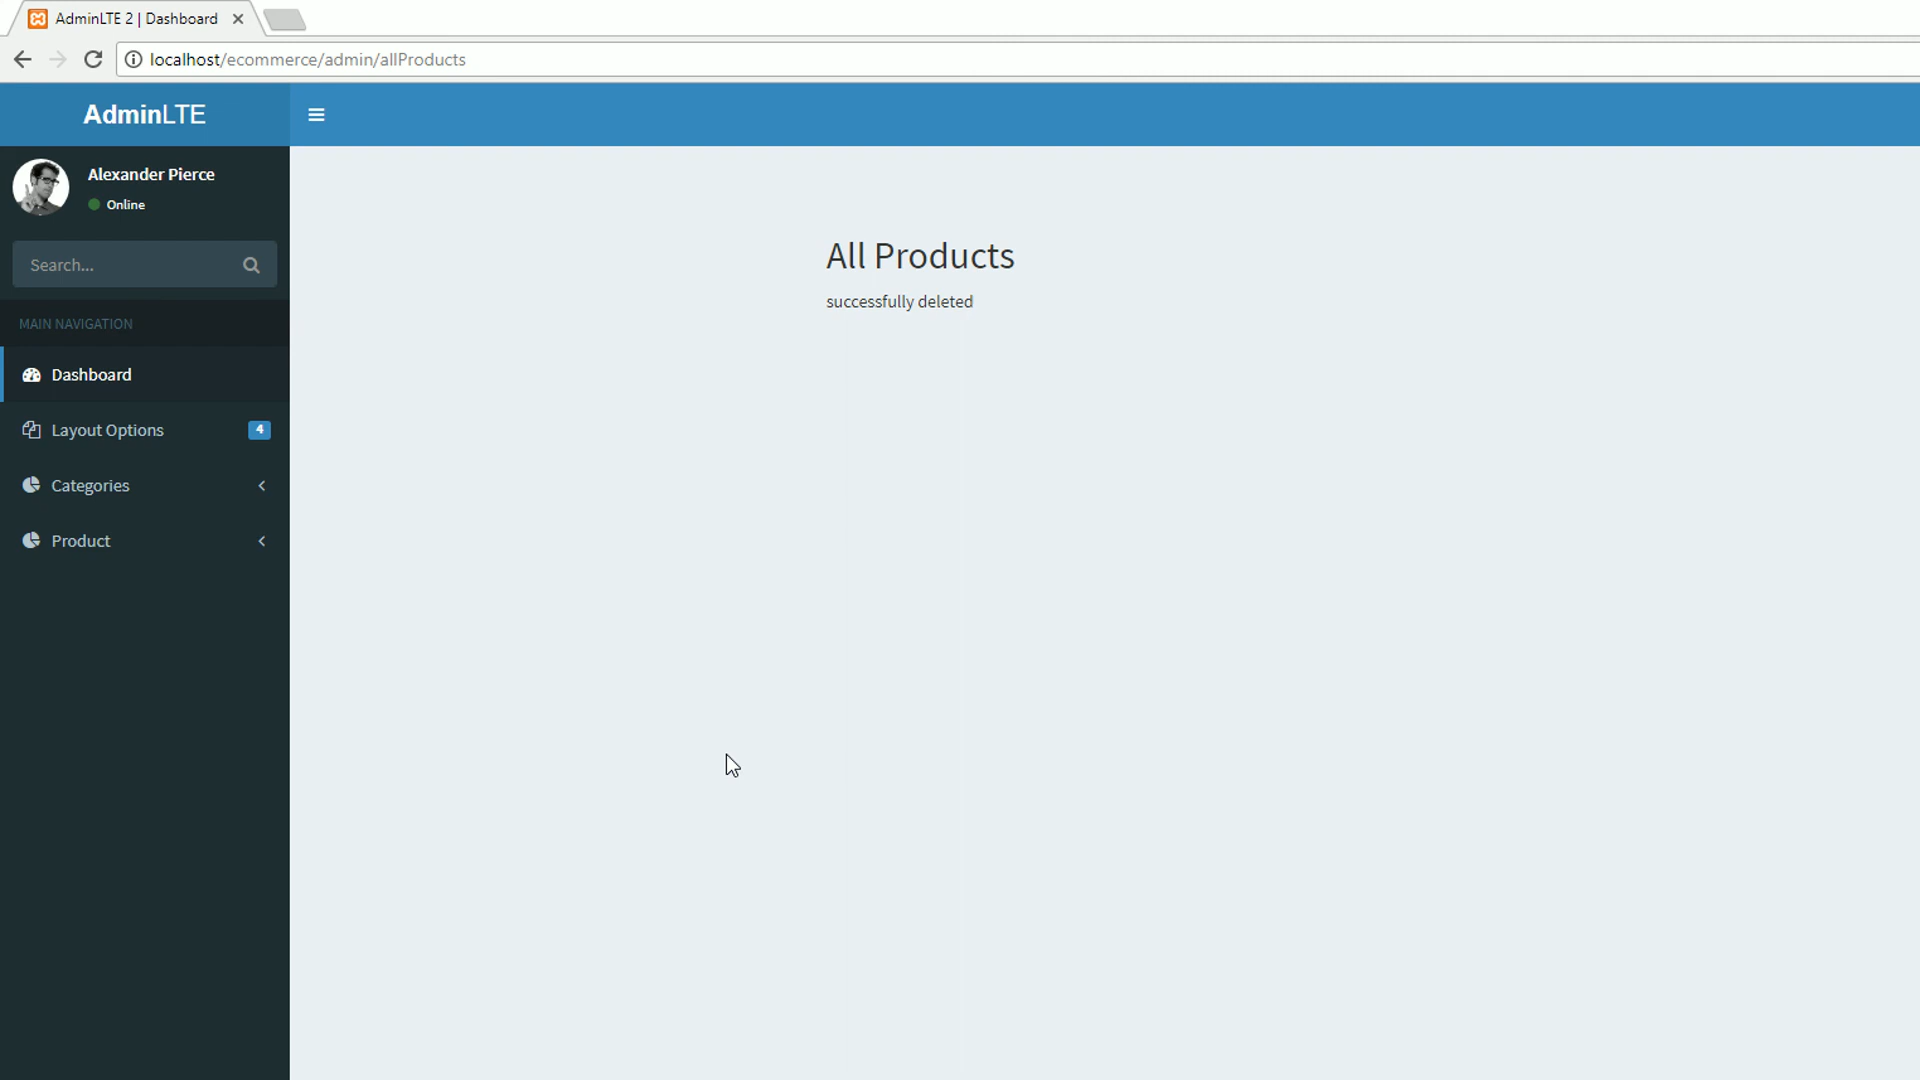 AdminLTE 2 | Dashboard
localhost/ecommerce/admin/allProducts
AdminLTE
Alexander Pierce
Online
Search...
MAIN NAVIGATION
Dashboard
Layout Options 4
Categories
Product
All Products
successfully deleted